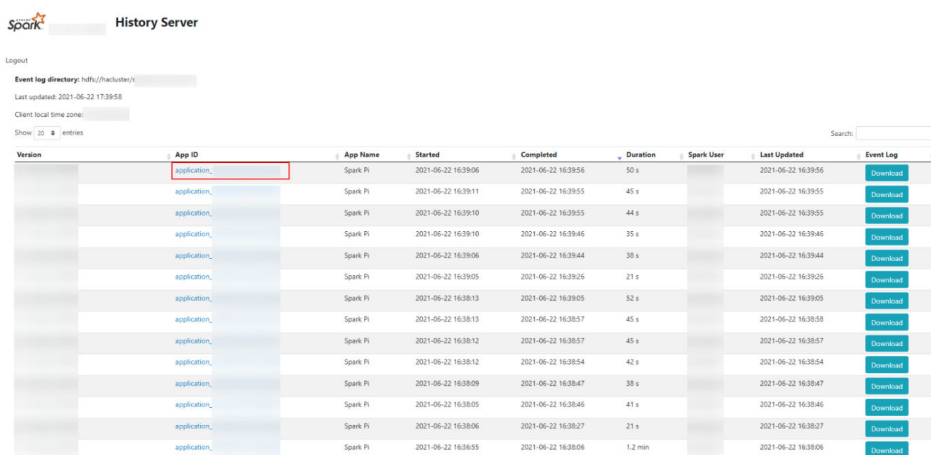 APACHE Spark History Server
Logout
Event log directory: hdfs://hacluster/
Last updated: 2021-06-22 17:39:58
Client local time zone:
Show 20 entries Search:
Version App ID App Name Started Completed Duration Spark User Last Updated Event Log
application_ Spark Pi 2021-06-22 16:39:06 2021-06-22 16:39:56 50 s 2021-06-22 16:39:56 Download
application_ Spark Pi 2021-06-22 16:39:11 2021-06-22 16:39:55 45 s 2021-06-22 16:39:55 Download
application_ Spark Pi 2021-06-22 16:39:10 2021-06-22 16:39:55 44 s 2021-06-22 16:39:55 Download
application_ Spark Pi 2021-06-22 16:39:10 2021-06-22 16:39:46 35 s 2021-06-22 16:39:46 Download
application_ Spark Pi 2021-06-22 16:39:06 2021-06-22 16:39:44 38 s 2021-06-22 16:39:44 Download
application_ Spark Pi 2021-06-22 16:39:05 2021-06-22 16:39:26 21 s 2021-06-22 16:39:26 Download
application_ Spark Pi 2021-06-22 16:38:13 2021-06-22 16:39:05 52 s 2021-06-22 16:39:05 Download
application_ Spark Pi 2021-06-22 16:38:13 2021-06-22 16:38:57 45 s 2021-06-22 16:38:58 Download
application_ Spark Pi 2021-06-22 16:38:12 2021-06-22 16:38:57 45 s 2021-06-22 16:38:57 Download
application_ Spark Pi 2021-06-22 16:38:12 2021-06-22 16:38:54 42 s 2021-06-22 16:38:54 Download
application_ Spark Pi 2021-06-22 16:38:09 2021-06-22 16:38:47 38 s 2021-06-22 16:38:47 Download
application_ Spark Pi 2021-06-22 16:38:05 2021-06-22 16:38:46 41 s 2021-06-22 16:38:46 Download
application_ Spark Pi 2021-06-22 16:38:06 2021-06-22 16:38:27 21 s 2021-06-22 16:38:27 Download
application_ Spark Pi 2021-06-22 16:36:55 2021-06-22 16:38:06 1.2 min 2021-06-22 16:38:06 Download